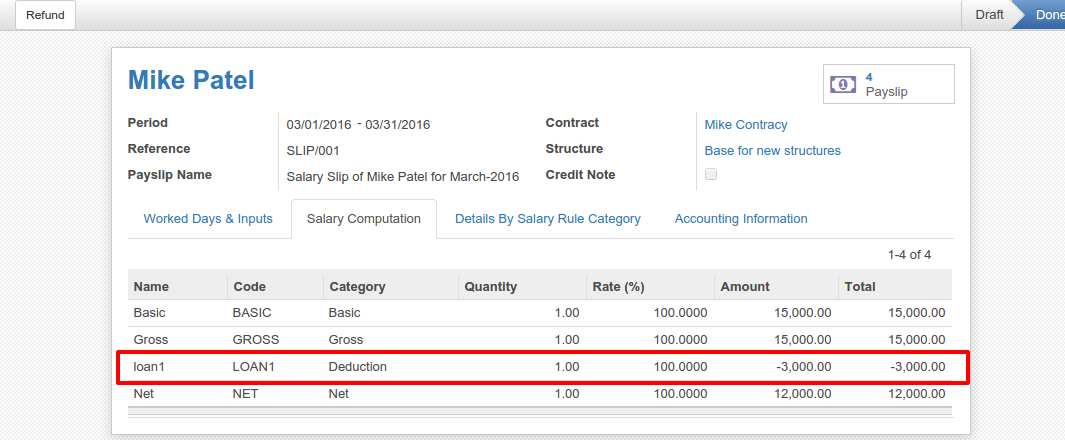 Refund Draft Done
Mike Patel
4
Payslip
Period 03/01/2016 - 03/31/2016 Contract Mike Contracy
Reference SLIP/001 Structure Base for new structures
Payslip Name Salary Slip of Mike Patel for March-2016 Credit Note
Worked Days & Inputs Salary Computation Details By Salary Rule Category Accounting Information
1-4 of 4
Name Code Category Quantity Rate (%) Amount Total
Basic BASIC Basic 1.00 100.0000 15,000.00 15,000.00
Gross GROSS Gross 1.00 100.0000 15,000.00 15,000.00
loan1 LOAN1 Deduction 1.00 100.0000 -3,000.00 -3,000.00
Net NET Net 1.00 100.0000 12,000.00 12,000.00